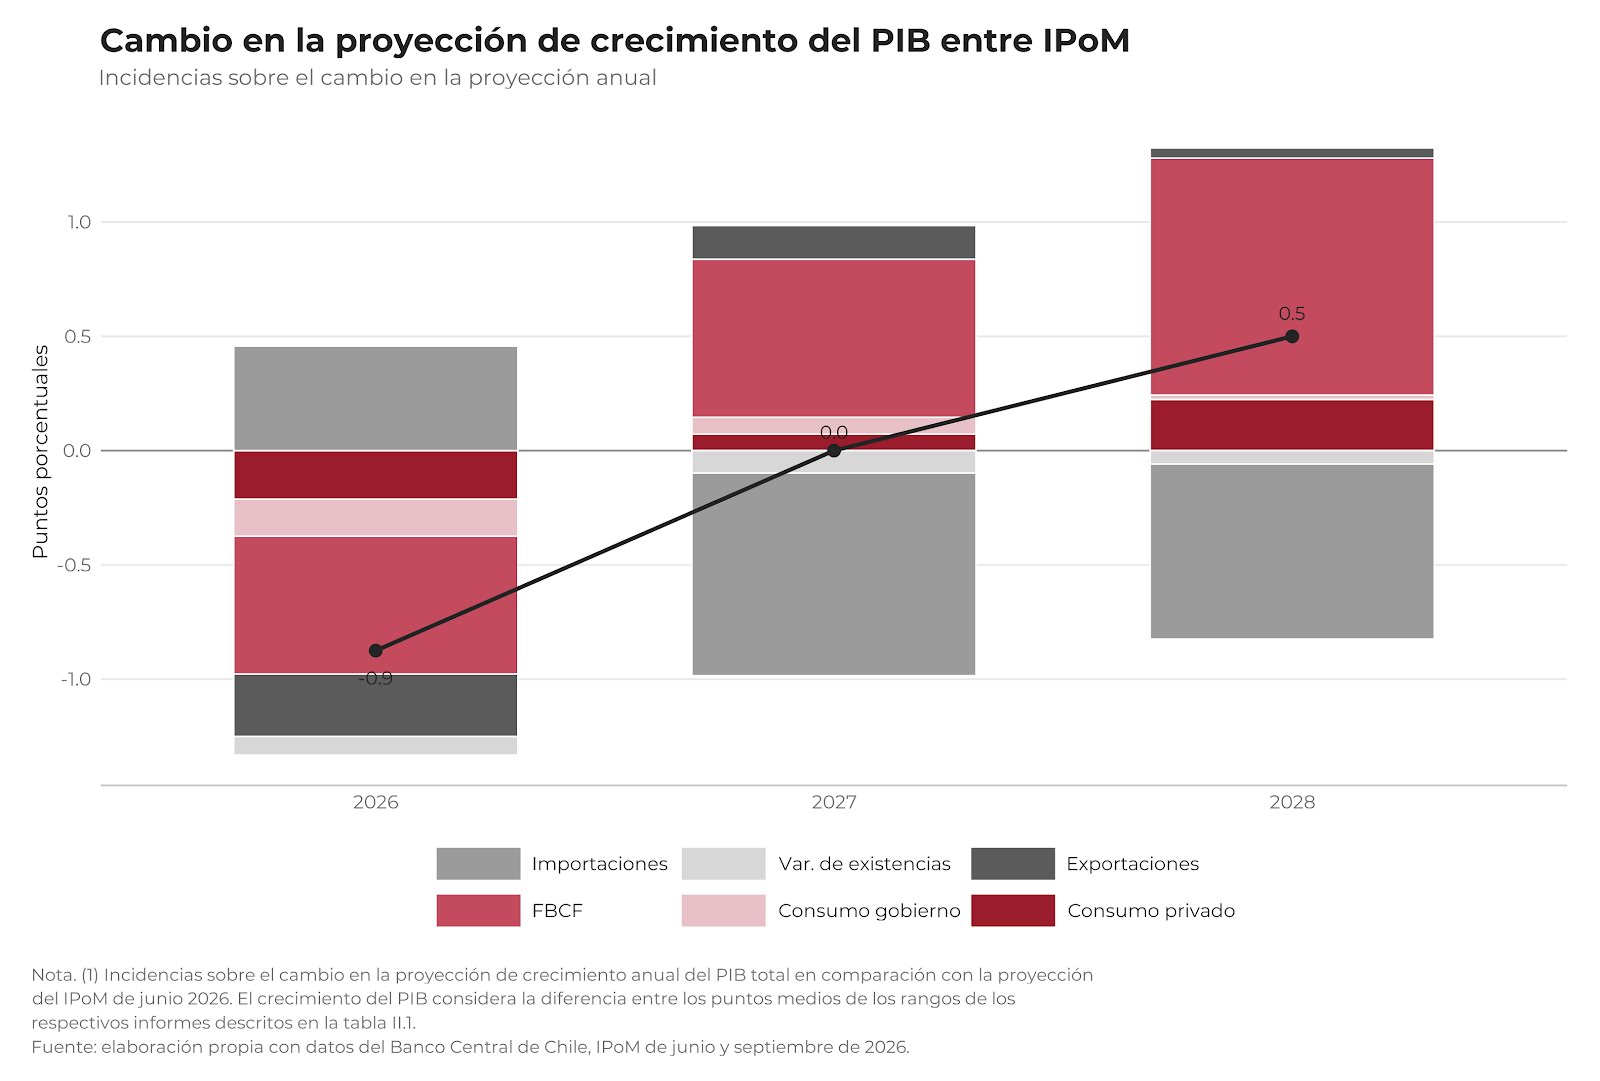 Cambio en la proyección de crecimiento del PIB entre IPoM
Incidencias sobre el cambio en la proyección anual
Puntos porcentuales
1.0
0.5
0.0
-0.5
-1.0
-0.9
0.0
0.5
2026
2027
2028
Importaciones
Var. de existencias
Exportaciones
FBCF
Consumo gobierno
Consumo privado
Nota. (1) Incidencias sobre el cambio en la proyección de crecimiento anual del PIB total en comparación con la proyección
del IPoM de junio 2026. El crecimiento del PIB considera la diferencia entre los puntos medios de los rangos de los
respectivos informes descritos en la tabla II.1.
Fuente: elaboración propia con datos del Banco Central de Chile, IPoM de junio y septiembre de 2026.